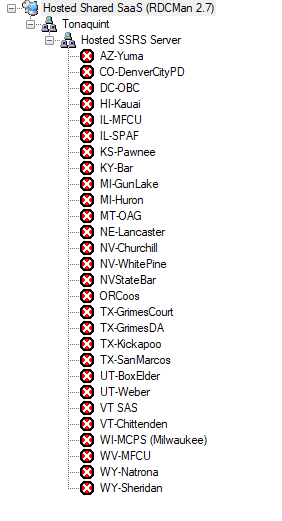 Hosted Shared SaaS (RDCMan 2.7)
Tonaquint
Hosted SSRS Server
AZ-Yuma
CO-DenverCityPD
DC-OBC
HI-Kauai
IL-MFCU
IL-SPAF
KS-Pawnee
KY-Bar
MI-GunLake
MI-Huron
MT-OAG
NE-Lancaster
NV-Churchill
NV-WhitePine
NVStateBar
ORCoos
TX-GrimesCourt
TX-GrimesDA
TX-Kickapoo
TX-SanMarcos
UT-BoxElder
UT-Weber
VT SAS
VT-Chittenden
WI-MCPS (Milwaukee)
WV-MFCU
WY-Natrona
WY-Sheridan